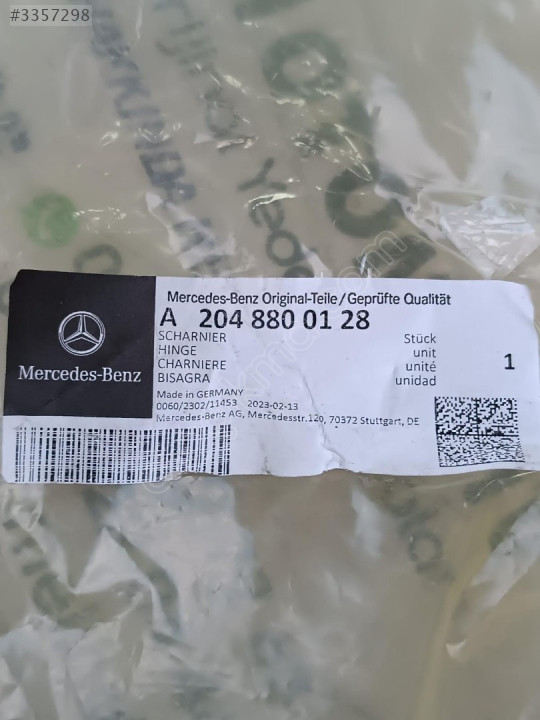 #3357298
Mercedes-Benz Original-Teile/Geprüfte Qualität
A 204 880 01 28
SCHARNIER
HINGE
CHARNIERE
BISAGRA
Stück
unit
unité
unidad
1
Mercedes-Benz
Made in GERMANY
0060/2302/11453 2023-02-13
Mercedes-Benz AG, Mercedesstr.120, 70372 Stuttgart, DE